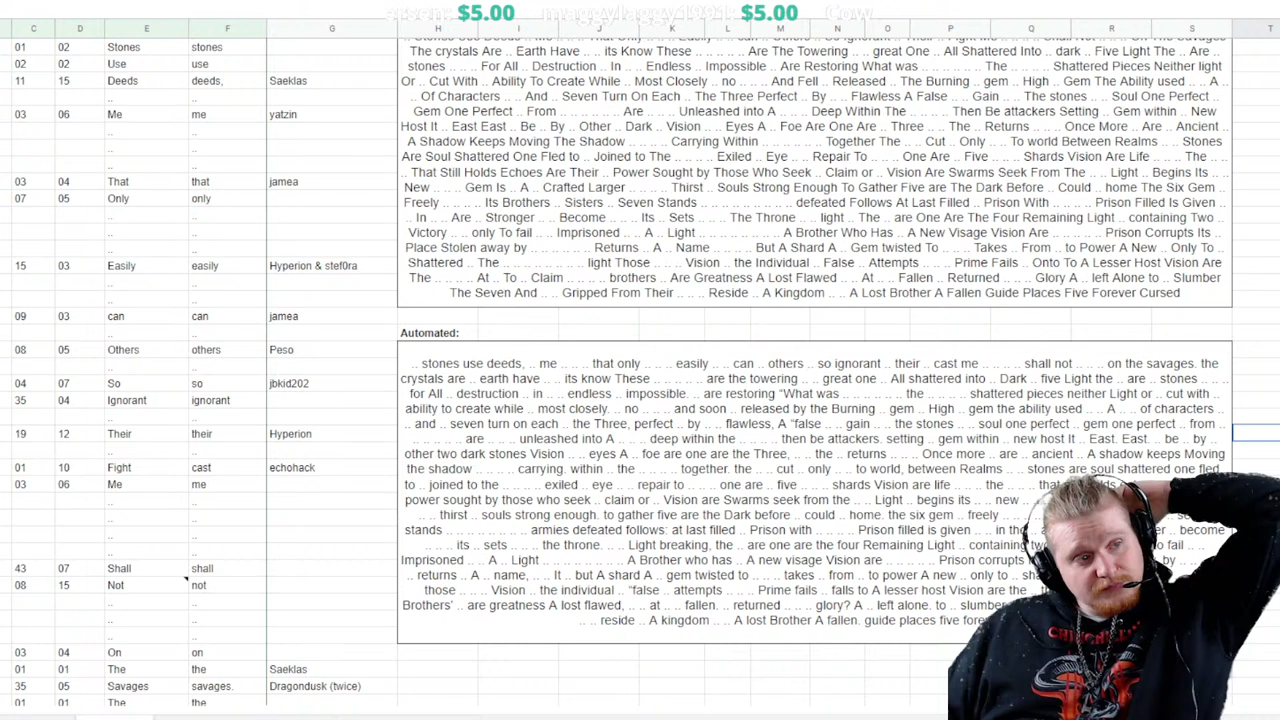 $5.00 maggylaggy1991: $5.00 Cow
C D E F G H I J K L M N O P Q R S T
01 02 Stones stones
02 02 Use use
11 15 Deeds deeds, Saeklas
.. ..
03 06 Me me yatzin
.. ..
.. ..
.. ..
03 04 That that jamea
07 05 Only only
.. ..
.. ..
.. ..
15 03 Easily easily Hyperion & stef0ra
.. ..
.. ..
09 03 can can jamea
.. ..
08 05 Others others Peso
.. ..
04 07 So so jbkid202
35 04 Ignorant ignorant
.. ..
19 12 Their their Hyperion
.. ..
01 10 Fight cast echohack
03 06 Me me
.. ..
.. ..
.. ..
.. ..
43 07 Shall shall
08 15 Not not
.. ..
.. ..
.. ..
03 04 On on
01 01 The the Saeklas
35 05 Savages savages. Dragondusk (twice)
01 01 The the
The crystals Are .. Earth Have .. .. its Know These .. .. .. Are The Towering .. .. great One .. All Shattered Into .. dark .. Five Light The .. Are ..
stones .. .. For All .. Destruction .. In .. .. Endless .. Impossible .. Are Restoring What was .. .. .. .. The .. .. .. Shattered Pieces Neither light
Or .. Cut With .. Ability To Create While .. Most Closely .. no .. .. And Fell .. Released .. The Burning .. gem .. High .. Gem The Ability used .. .. A ..
.. Of Characters .. .. And .. Seven Turn On Each .. The Three Perfect .. By .. Flawless A False .. Gain .. The stones .. .. Soul One Perfect ..
Gem One Perfect .. From .. .. .. .. Are .. .. Unleashed into A .. .. Deep Within The .. .. .. Then Be attackers Setting .. Gem within .. New
Host It .. East East .. Be .. By .. Other .. Dark .. Vision .. Eyes A .. Foe Are One Are .. Three .. .. The .. Returns .. .. Once More .. Are .. Ancient ..
A Shadow Keeps Moving The Shadow .. .. .. Carrying Within .. .. .. .. Together The .. Cut .. Only .. .. To world Between Realms .. .. Stones
Are Soul Shattered One Fled to .. Joined to The .. .. .. Exiled .. Eye .. Repair To .. .. One Are .. Five .. .. Shards Vision Are Life .. .. The .. ..
.. That Still Holds Echoes Are Their .. Power Sought by Those Who Seek .. Claim or .. Vision Are Swarms Seek From The .. .. Light .. Begins Its ..
New .. .. Gem Is .. A .. Crafted Larger .. .. .. Thirst .. Souls Strong Enough To Gather Five are The Dark Before .. Could .. home The Six Gem ..
Freely .. .. .. Its Brothers .. Sisters .. Seven Stands .. .. .. .. .. .. defeated Follows At Last Filled .. Prison With .. .. .. Prison Filled Is Given ..
.. In .. .. Are .. Stronger .. Become .. .. Its .. Sets .. .. The Throne .. light .. The .. are One Are The Four Remaining Light .. containing Two ..
Victory .. .. only To fail .. Imprisoned .. A .. Light .. .. .. .. .. .. A Brother Who Has .. A New Visage Vision Are .. .. .. .. Prison Corrupts Its
Place Stolen away by .. .. .. .. .. Returns .. A .. Name .. .. But A Shard A .. Gem twisted To .. .. Takes .. From .. to Power A New .. Only To ..
Shattered .. The .. .. .. .. .. light Those .. .. Vision .. the Individual .. False .. Attempts .. .. Prime Fails .. Onto To A Lesser Host Vision Are
The .. .. .. At .. To .. Claim .. .. .. brothers .. Are Greatness A Lost Flawed .. .. At .. Fallen .. Returned .. .. .. Glory A .. left Alone to .. Slumber
The Seven And .. .. Gripped From Their .. .. Reside .. A Kingdom .. .. A Lost Brother A Fallen Guide Places Five Forever Cursed
Automated:
.. stones use deeds, .. me .. .. .. that only .. .. .. easily .. .. can .. others .. so ignorant .. their .. cast me .. .. .. .. shall not .. .. .. on the savages. the
crystals are .. earth have .. .. its know These .. .. .. are the towering .. .. great one .. All shattered into .. Dark .. five Light the .. are .. stones .. ..
for All .. destruction .. in .. .. endless .. impossible. .. are restoring “What was .. .. .. .. the .. .. .. shattered pieces neither Light or .. cut with ..
ability to create while .. most closely. .. no .. .. and soon .. released by the Burning .. gem .. High .. gem the ability used .. .. A .. .. of characters
.. and .. seven turn on each .. the Three, perfect .. by .. flawless, A “false .. gain .. the stones .. .. soul one perfect .. gem one perfect .. from ..
.. .. .. are .. .. unleashed into A .. .. deep within the .. .. .. then be attackers. setting .. gem within .. new host It .. East. East. .. be .. by ..
other two dark stones Vision .. eyes A .. foe are one are the Three, .. .. the .. returns .. .. Once more .. are .. ancient .. A shadow keeps Moving
the shadow .. .. .. carrying. within .. the .. .. .. together. the .. cut .. only .. .. to world, between Realms .. .. stones are soul shattered one fled
to .. joined to the .. .. .. exiled .. eye .. repair to .. .. one are .. five .. .. shards Vision are life .. .. the .. ..
power sought by those who seek .. claim or .. Vision are Swarms seek from the .. .. Light .. begins its .. new
.. thirst .. souls strong enough. to gather five are the Dark before .. could .. home. the six gem .. freely
stands .. .. .. .. .. armies defeated follows: at last filled .. Prison with .. .. .. Prison filled is given .. .. in the
.. its .. sets .. .. the throne. .. Light breaking, the .. are one are the four Remaining Light .. containing
Imprisoned .. A .. Light .. .. .. .. .. .. A Brother who has .. A new visage Vision are .. .. .. .. Prison
.. returns .. A .. name, .. It .. but A shard A .. gem twisted to .. .. takes .. from .. to power A new .. only to
those .. .. Vision .. the individual .. “false .. attempts .. .. Prime fails .. falls to A lesser host Vision are the
Brothers’ .. are greatness A lost flawed, .. .. at .. fallen. .. returned .. .. .. glory? A .. left alone. to ..
.. .. reside .. A kingdom .. .. A lost Brother A fallen. guide places five